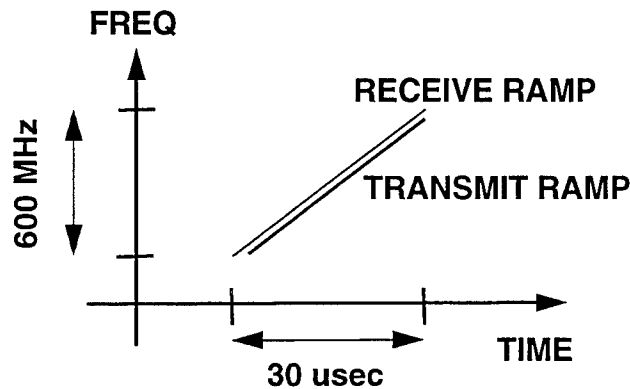 FREQ
RECEIVE RAMP
600 MHz
TRANSMIT RAMP
TIME
30 usec